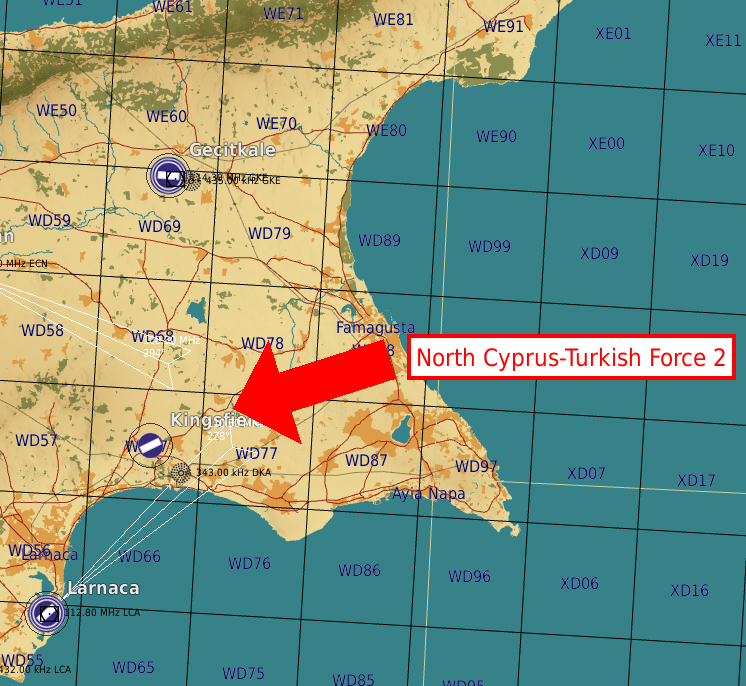 WE61
WE71
WE81
WE91
XE01
XE11
WE50
WE60
WE70
WE80
WE90
XE00
XE10
Gecitkale
435.00 kHz GKE
WD59
WD69
WD79
WD89
WD99
XD09
XD19
MHz ECN
WD58
WD68
MHz
294°
WD78
Famagusta
North Cyprus-Turkish Force 2
Kingsfield
228°
WD57
WD77
WD87
WD97
XD07
XD17
343.00 kHz DKA
Ayia Napa
WD56
Larnaca
WD66
WD76
WD86
WD96
XD06
XD16
Larnaca
112.80 MHz LCA
WD55
432.00 kHz LCA
WD65
WD75
WD85
WD95